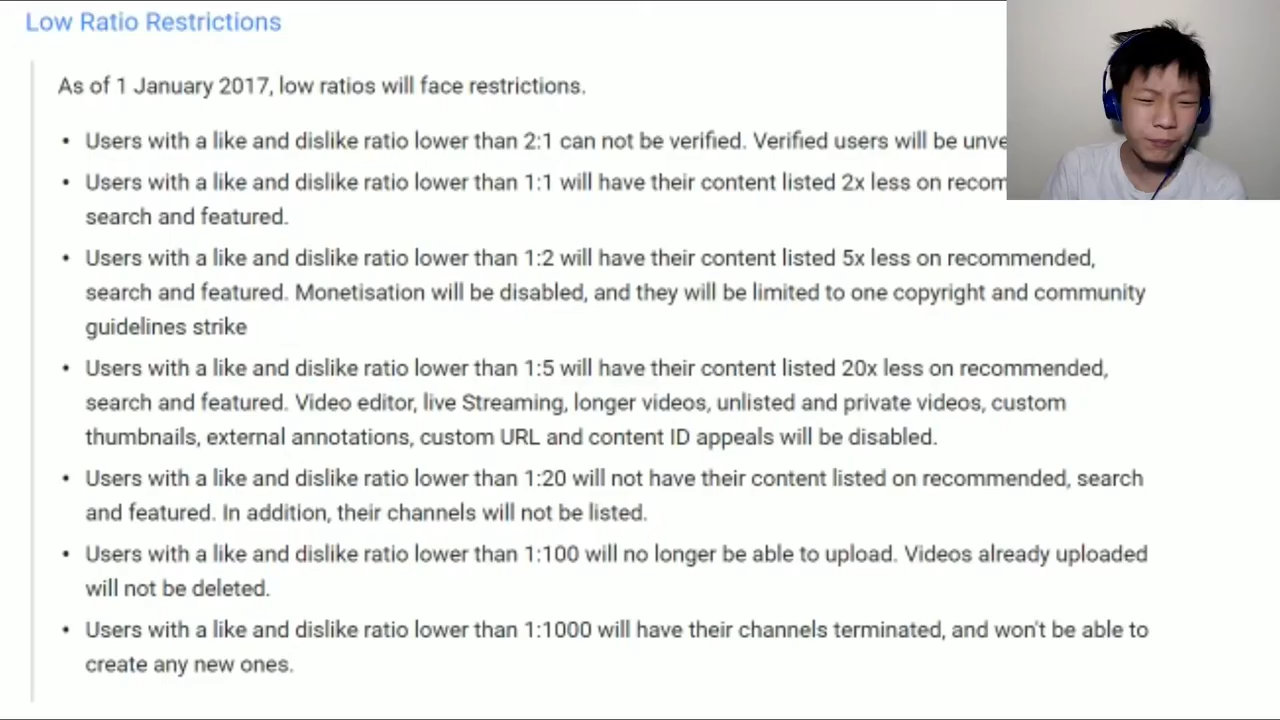 Low Ratio Restrictions
As of 1 January 2017, low ratios will face restrictions.
• Users with a like and dislike ratio lower than 2:1 can not be verified. Verified users will be
• Users with a like and dislike ratio lower than 1:1 will have their content listed 2x less on
search and featured.
• Users with a like and dislike ratio lower than 1:2 will have their content listed 5x less on recommended,
search and featured. Monetisation will be disabled, and they will be limited to one copyright and community
guidelines strike
• Users with a like and dislike ratio lower than 1:5 will have their content listed 20x less on recommended,
search and featured. Video editor, live Streaming, longer videos, unlisted and private videos, custom
thumbnails, external annotations, custom URL and content ID appeals will be disabled.
• Users with a like and dislike ratio lower than 1:20 will not have their content listed on recommended, search
and featured. In addition, their channels will not be listed.
• Users with a like and dislike ratio lower than 1:100 will no longer be able to upload. Videos already uploaded
will not be deleted.
• Users with a like and dislike ratio lower than 1:1000 will have their channels terminated, and won't be able to
create any new ones.